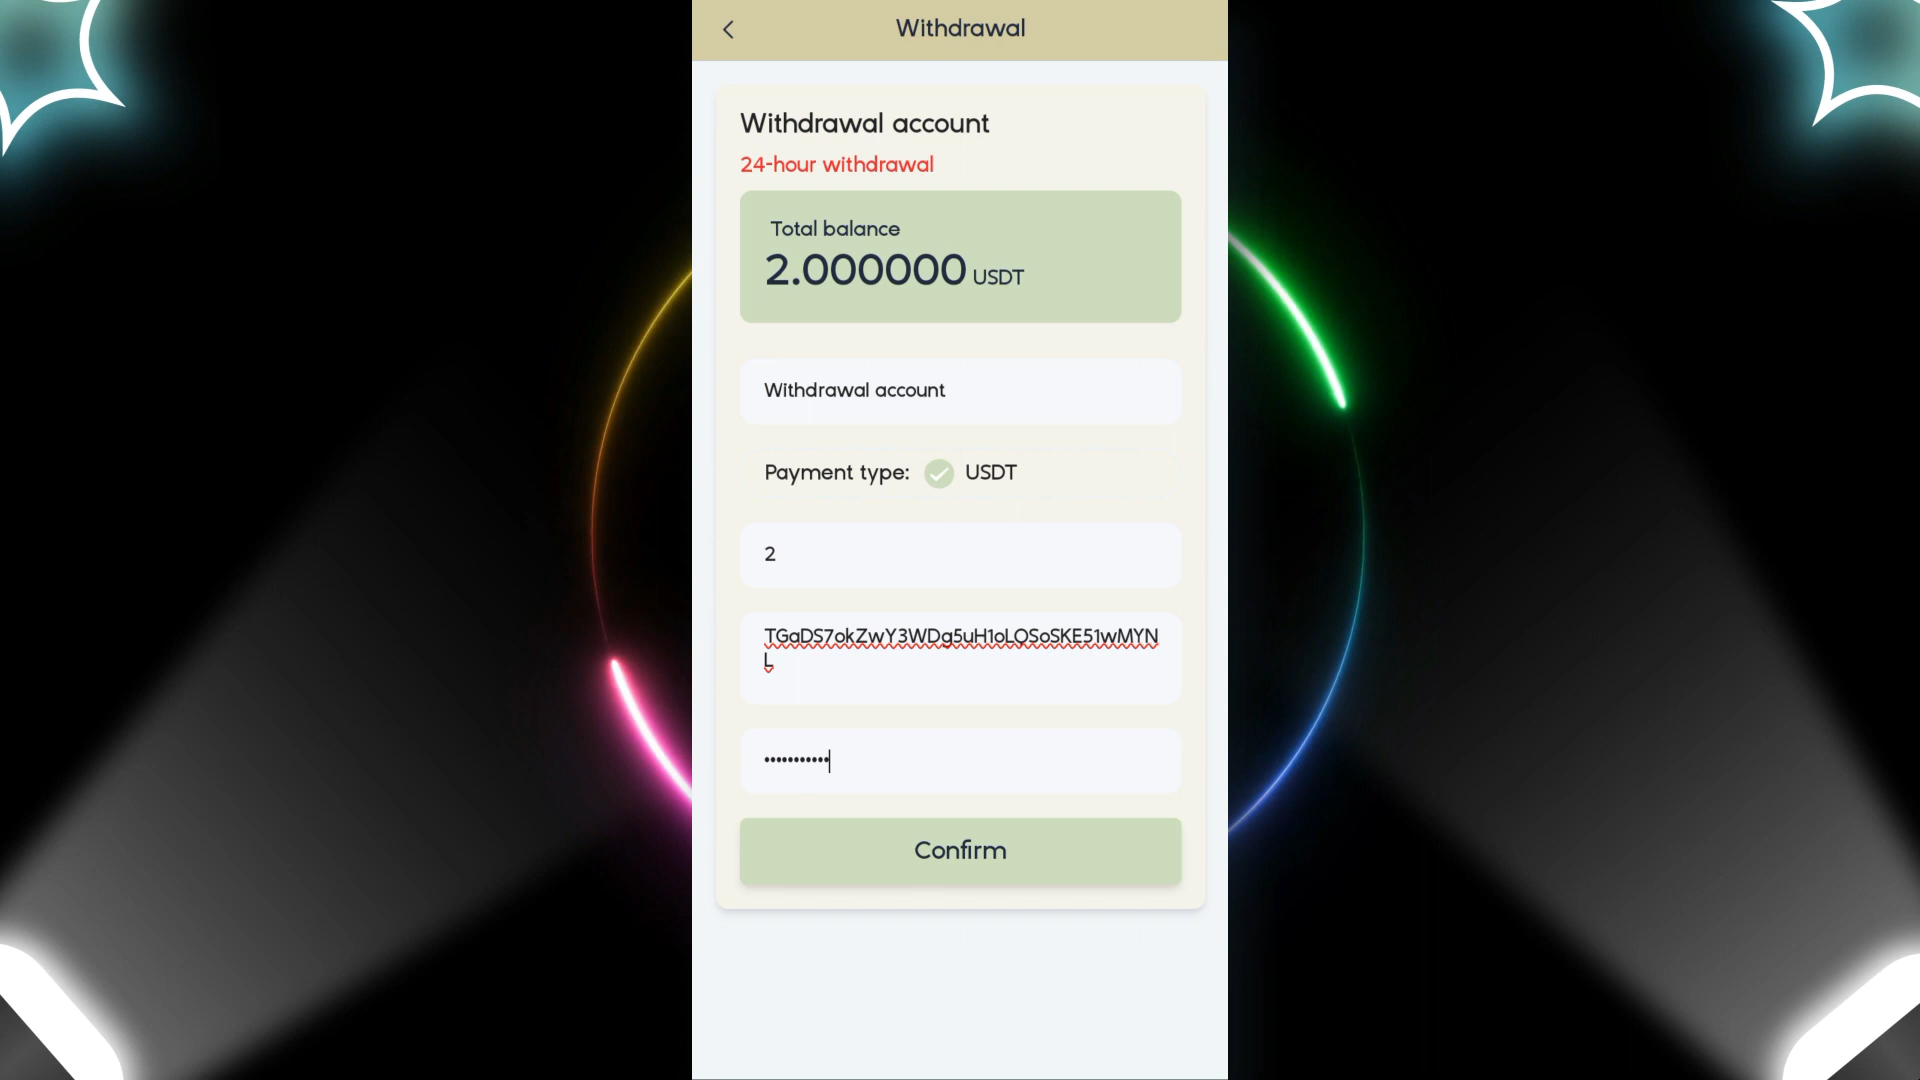 Withdrawal
Withdrawal account
24-hour withdrawal
Total balance
2.000000 USDT
Withdrawal account
Payment type: USDT
2
TGaDS7okZwY3WDg5uH1oLQSoSKE51wMYN
L
•••••••••••
Confirm